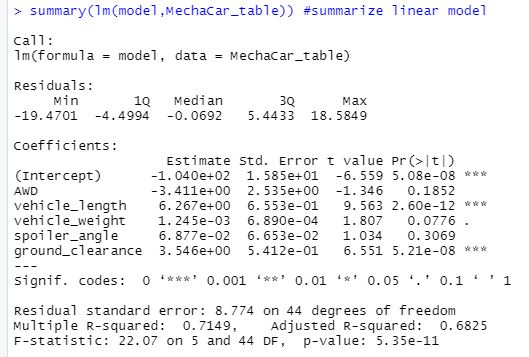 > summary(lm(model,MechaCar_table)) #summarize linear model
Call:
lm(formula = model, data = MechaCar_table)
Residuals:
Min 1Q Median 3Q Max
-19.4701 -4.4994 -0.0692 5.4433 18.5849
Coefficients:
Estimate Std. Error t value Pr(>|t|)
(Intercept) -1.040e+02 1.585e+01 -6.559 5.08e-08 ***
AWD -3.411e+00 2.535e+00 -1.346 0.1852
vehicle_length 6.267e+00 6.553e-01 9.563 2.60e-12 ***
vehicle_weight 1.245e-03 6.890e-04 1.807 0.0776 .
spoiler_angle 6.877e-02 6.653e-02 1.034 0.3069
ground_clearance 3.546e+00 5.412e-01 6.551 5.21e-08 ***
---
Signif. codes: 0 ‘***’ 0.001 ‘**’ 0.01 ‘*’ 0.05 ‘.’ 0.1 ‘ ’ 1
Residual standard error: 8.774 on 44 degrees of freedom
Multiple R-squared: 0.7149, Adjusted R-squared: 0.6825
F-statistic: 22.07 on 5 and 44 DF, p-value: 5.35e-11